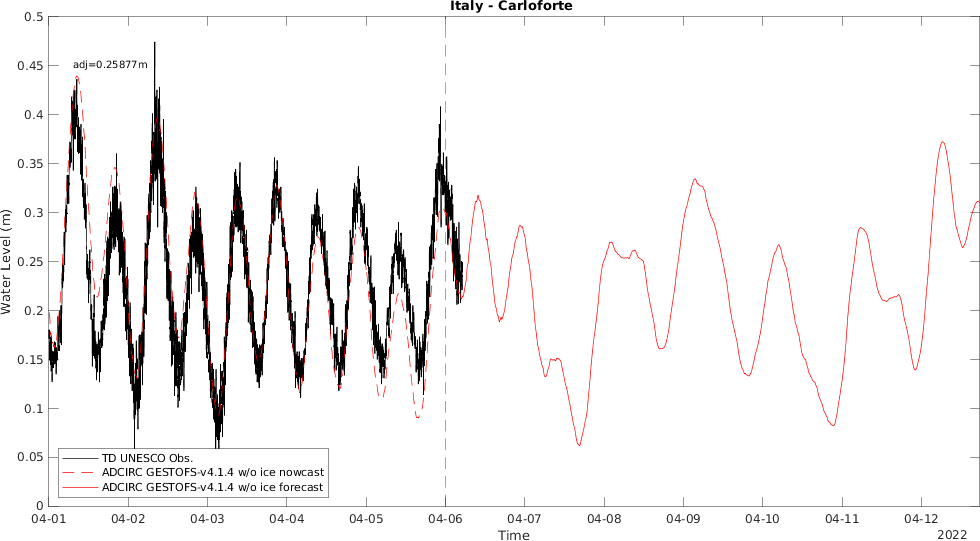 Italy - Carloforte
0.5
0.45
0.4
0.35
0.3
0.25
0.2
0.15
0.1
0.05
0
Water Level (m)
adj=0.25877m
TD UNESCO Obs.
ADCIRC GESTOFS-v4.1.4 w/o ice nowcast
ADCIRC GESTOFS-v4.1.4 w/o ice forecast
04-01 04-02 04-03 04-04 04-05 04-06 04-07 04-08 04-09 04-10 04-11 04-12
Time
2022